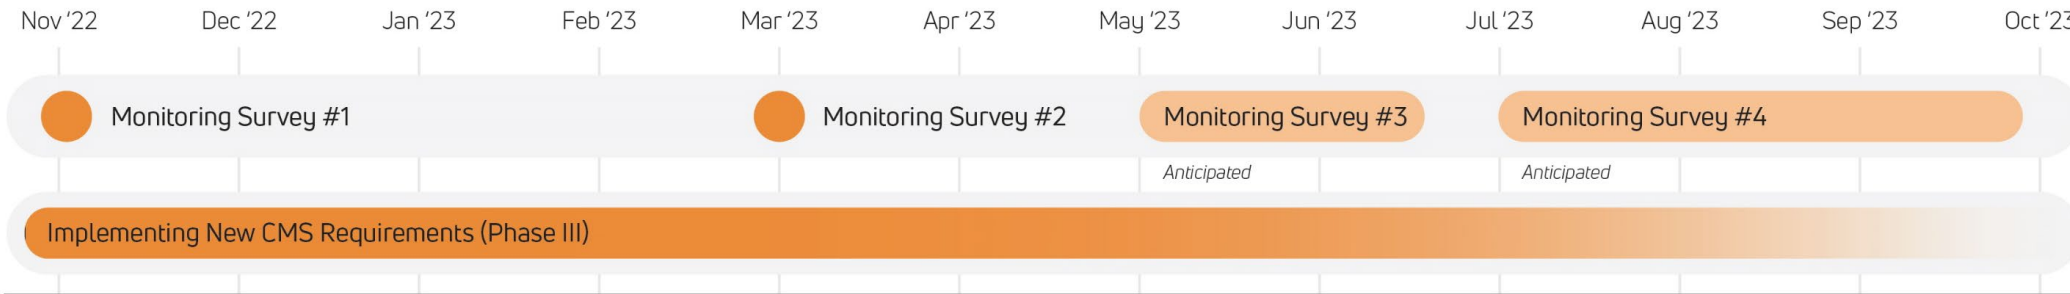 Nov ‘22 Dec ‘22 Jan ‘23 Feb ‘23 Mar ‘23 Apr ‘23 May ‘23 Jun ‘23 Jul ‘23 Aug ‘23 Sep ‘23 Oct ‘23
Monitoring Survey #1 Monitoring Survey #2 Monitoring Survey #3 Monitoring Survey #4
Anticipated Anticipated
Implementing New CMS Requirements (Phase III)